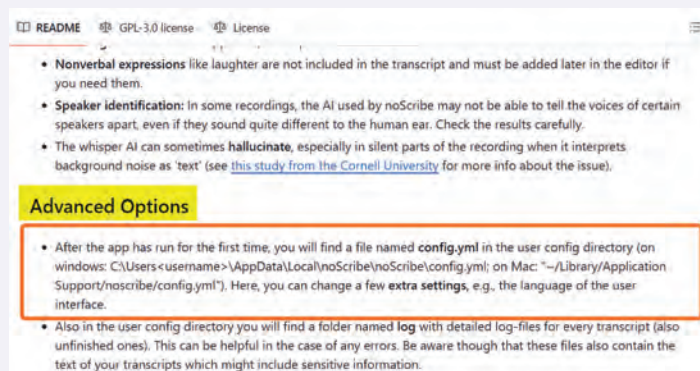 README GPL-3.0 license License
• Nonverbal expressions like laughter are not included in the transcript and must be added later in the editor if
you need them.
• Speaker identification: In some recordings, the AI used by noScribe may not be able to tell the voices of certain
speakers apart, even if they sound quite different to the human ear. Check the results carefully.
• The whisper AI can sometimes hallucinate, especially in silent parts of the recording when it interprets
background noise as 'text' (see this study from the Cornell University for more info about the issue).
Advanced Options
• After the app has run for the first time, you will find a file named config.yml in the user config directory (on
windows: C:\Users<username>\AppData\Local\noScribe\noScribe\config.yml; on Mac: "~/Library/Application
Support/noscribe/config.yml"). Here, you can change a few extra settings, e.g., the language of the user
interface.
• Also in the user config directory you will find a folder named log with detailed log-files for every transcript (also
unfinished ones). This can be helpful in the case of any errors. Be aware though that these files also contain the
text of your transcripts which might include sensitive information.